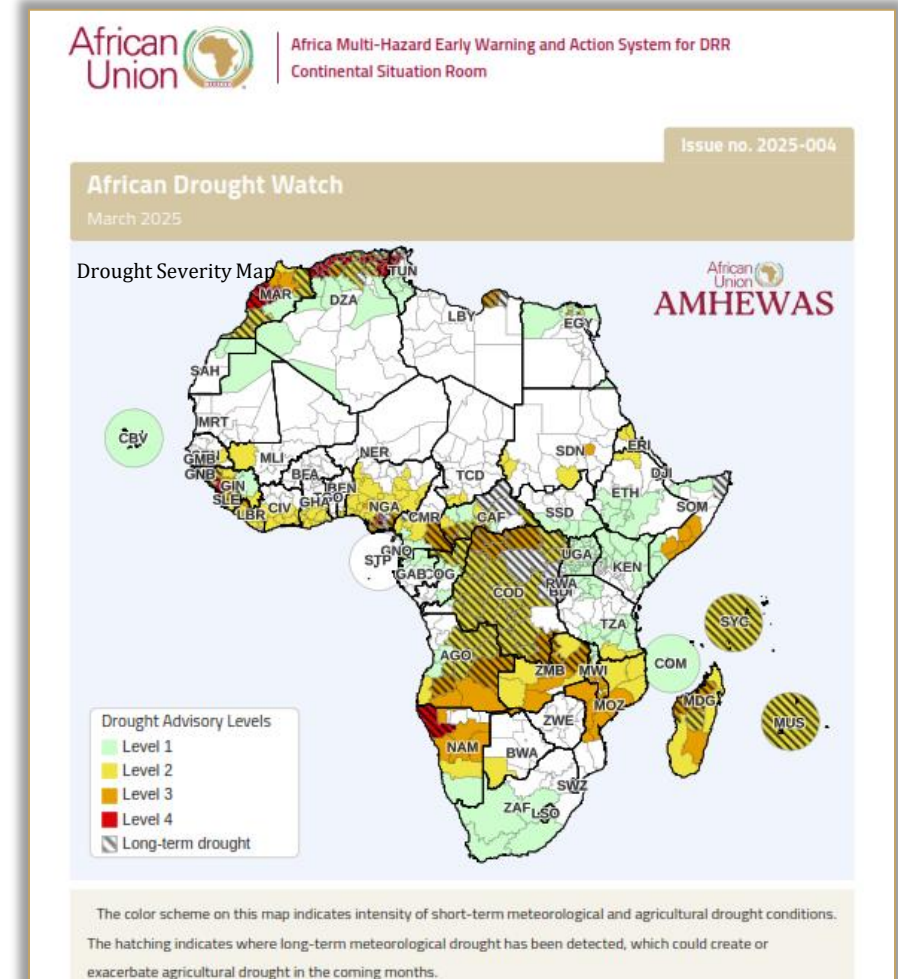 African
Union
Africa Multi-Hazard Early Warning and Action System for DRR
Continental Situation Room
Issue no. 2025-004
African Drought Watch
March 2025
Drought Severity Map
African
Union
AMHEWAS
TUN
MAR
DZA
LBY
EGY
SAH
MRT
CBV
GMB
MLI
NER
TCD
SDN
ERI
GNB
GIN
BFA
BEN
DJI
SLE
LBR
CIV
GHA
TGO
NGA
CMR
CAF
SSD
ETH
SOM
GNQ
STP
GAB
COG
COD
UGA
KEN
RWA
BDI
TZA
SYC
AGO
ZMB
MWI
COM
MOZ
MDG
MUS
NAM
ZWE
BWA
SWZ
ZAF
LSO
Drought Advisory Levels
Level 1
Level 2
Level 3
Level 4
Long-term drought
The color scheme on this map indicates intensity of short-term meteorological and agricultural drought conditions.
The hatching indicates where long-term meteorological drought has been detected, which could create or
exacerbate agricultural drought in the coming months.